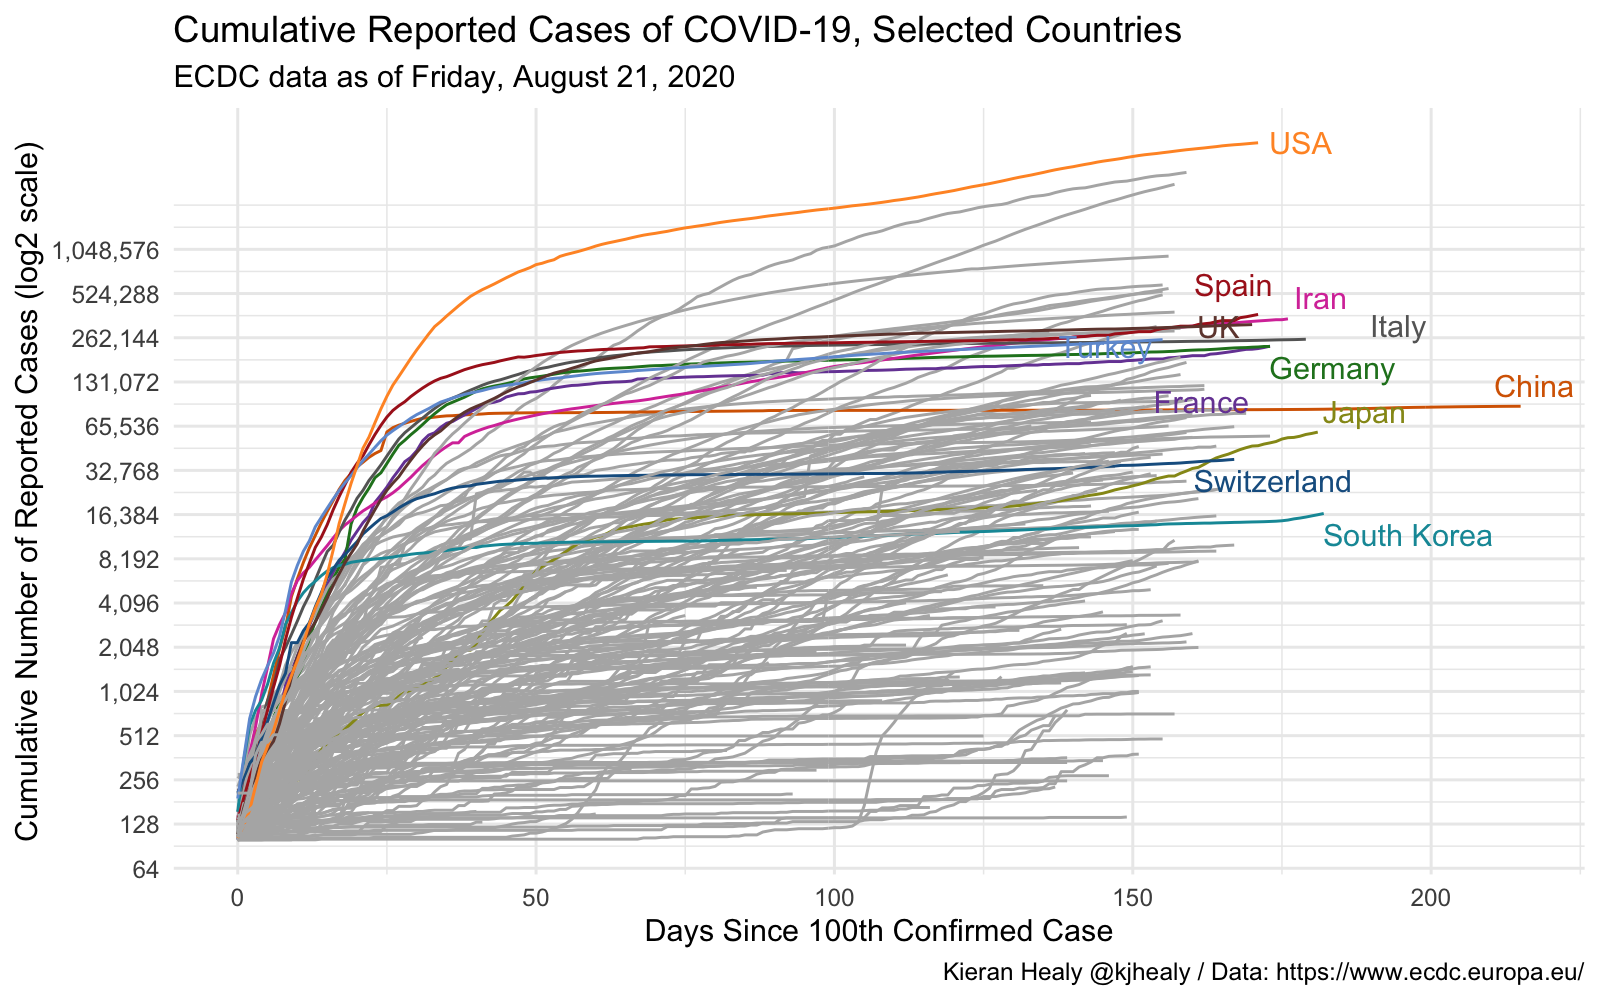 Cumulative Reported Cases of COVID-19, Selected Countries
ECDC data as of Friday, August 21, 2020
Cumulative Number of Reported Cases (log2 scale)
1,048,576
524,288
262,144
131,072
65,536
32,768
16,384
8,192
4,096
2,048
1,024
512
256
128
64
USA
Spain
Iran
UK
Italy
Turkey
Germany
China
France
Japan
Switzerland
South Korea
0
50
100
150
200
Days Since 100th Confirmed Case
Kieran Healy @kjhealy / Data: https://www.ecdc.europa.eu/